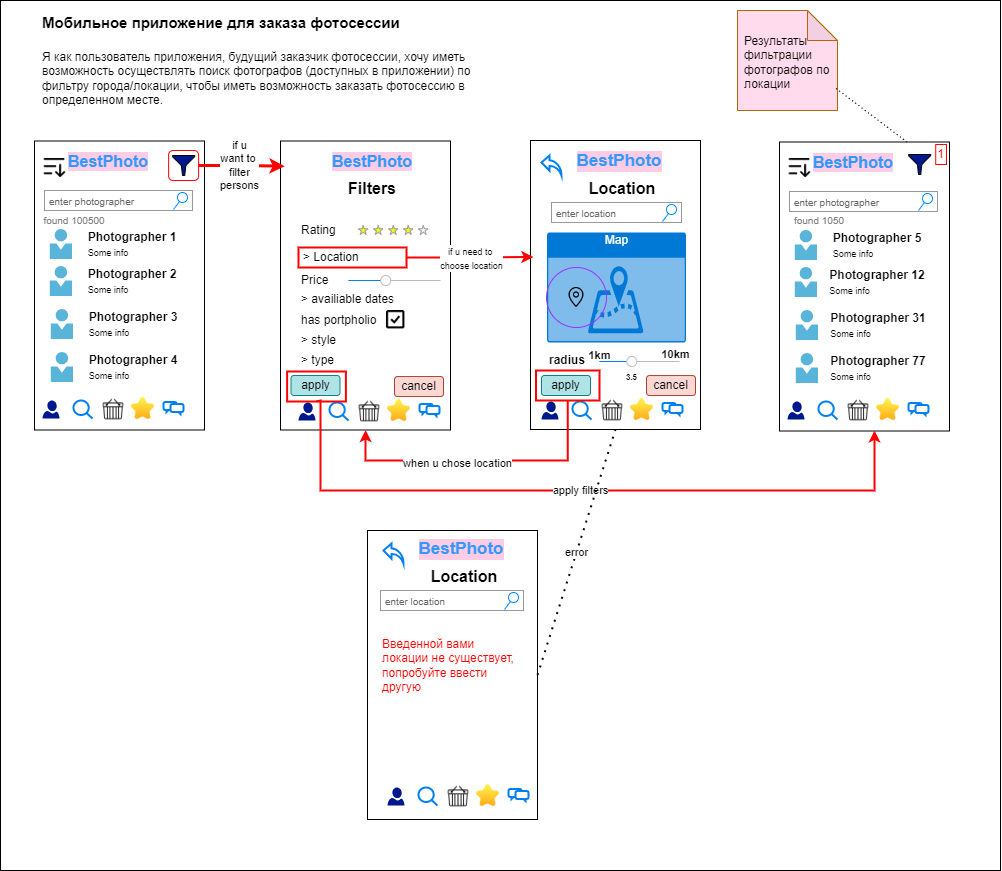 Мобильное приложение для заказа фотосессии
Я как пользователь приложения, будущий заказчик фотосессии, хочу иметь
возможность осуществлять поиск фотографов (доступных в приложении) по
фильтру города/локации, чтобы иметь возможность заказать фотосессию в
определенном месте.
Результаты
фильтрации
фотографов по
локации
BestPhoto
enter photographer
found 100500
Photographer 1
Some info
Photographer 2
Some info
Photographer 3
Some info
Photographer 4
Some info
if u
want to
filter
persons
BestPhoto
Filters
Rating
> Location
Price
> availiable dates
has portpholio
> style
> type
apply
cancel
if u need to
choose location
BestPhoto
Location
enter location
Map
radius
1km
10km
3.5
apply
cancel
BestPhoto
1
enter photographer
found 1050
Photographer 5
Some info
Photographer 12
Some info
Photographer 31
Some info
Photographer 77
Some info
when u chose location
apply filters
error
BestPhoto
Location
enter location
Введенной вами
локации не существует,
попробуйте ввести
другую